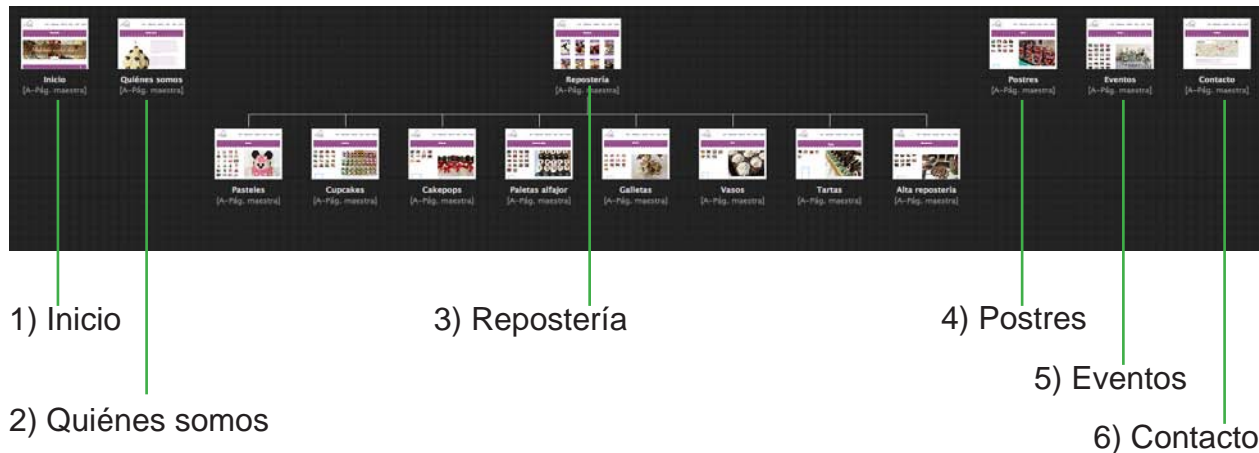 Inicio
[A-Pág. maestra]
Quiénes somos
[A-Pág. maestra]
Repostería
[A-Pág. maestra]
Postres
[A-Pág. maestra]
Eventos
[A-Pág. maestra]
Contacto
[A-Pág. maestra]
Pasteles
[A-Pág. maestra]
Cupcakes
[A-Pág. maestra]
Cakepops
[A-Pág. maestra]
Paletas alfajor
[A-Pág. maestra]
Galletas
[A-Pág. maestra]
Vasos
[A-Pág. maestra]
Tartas
[A-Pág. maestra]
Alta repostería
[A-Pág. maestra]
1) Inicio
3) Repostería
4) Postres
5) Eventos
2) Quiénes somos
6) Contacto